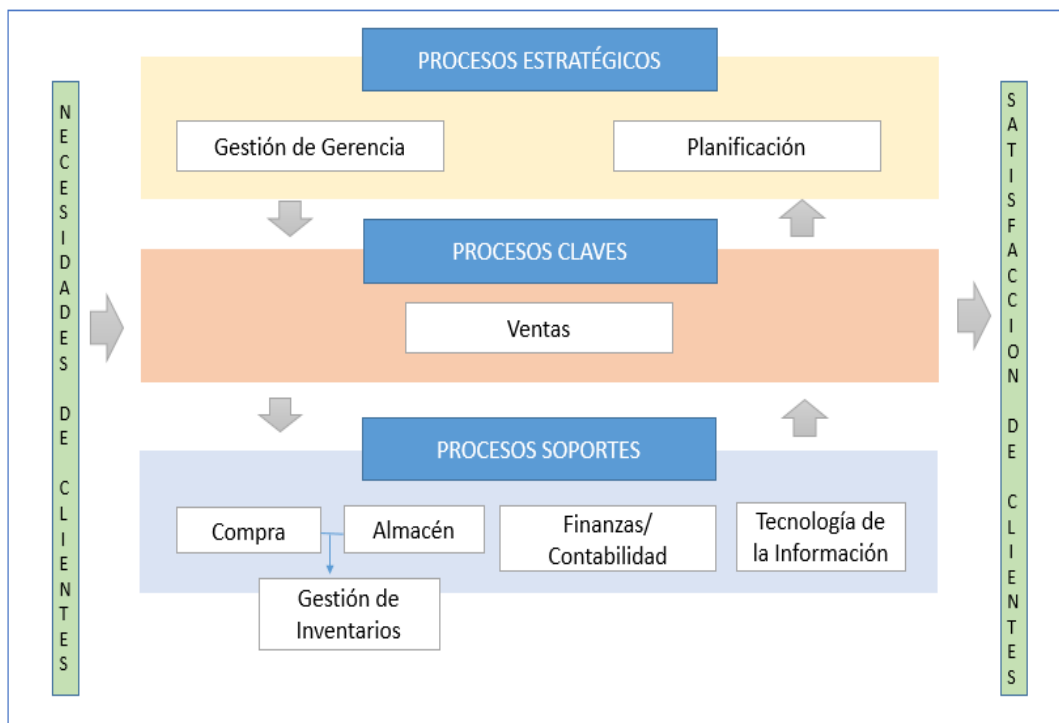 PROCESOS ESTRATÉGICOS
Gestión de Gerencia
Planificación
NECESIDADES DE CLIENTES
PROCESOS CLAVES
Ventas
SATISFACCION DE CLIENTES
PROCESOS SOPORTES
Compra
Almacén
Finanzas/
Contabilidad
Tecnología de
la Información
Gestión de
Inventarios